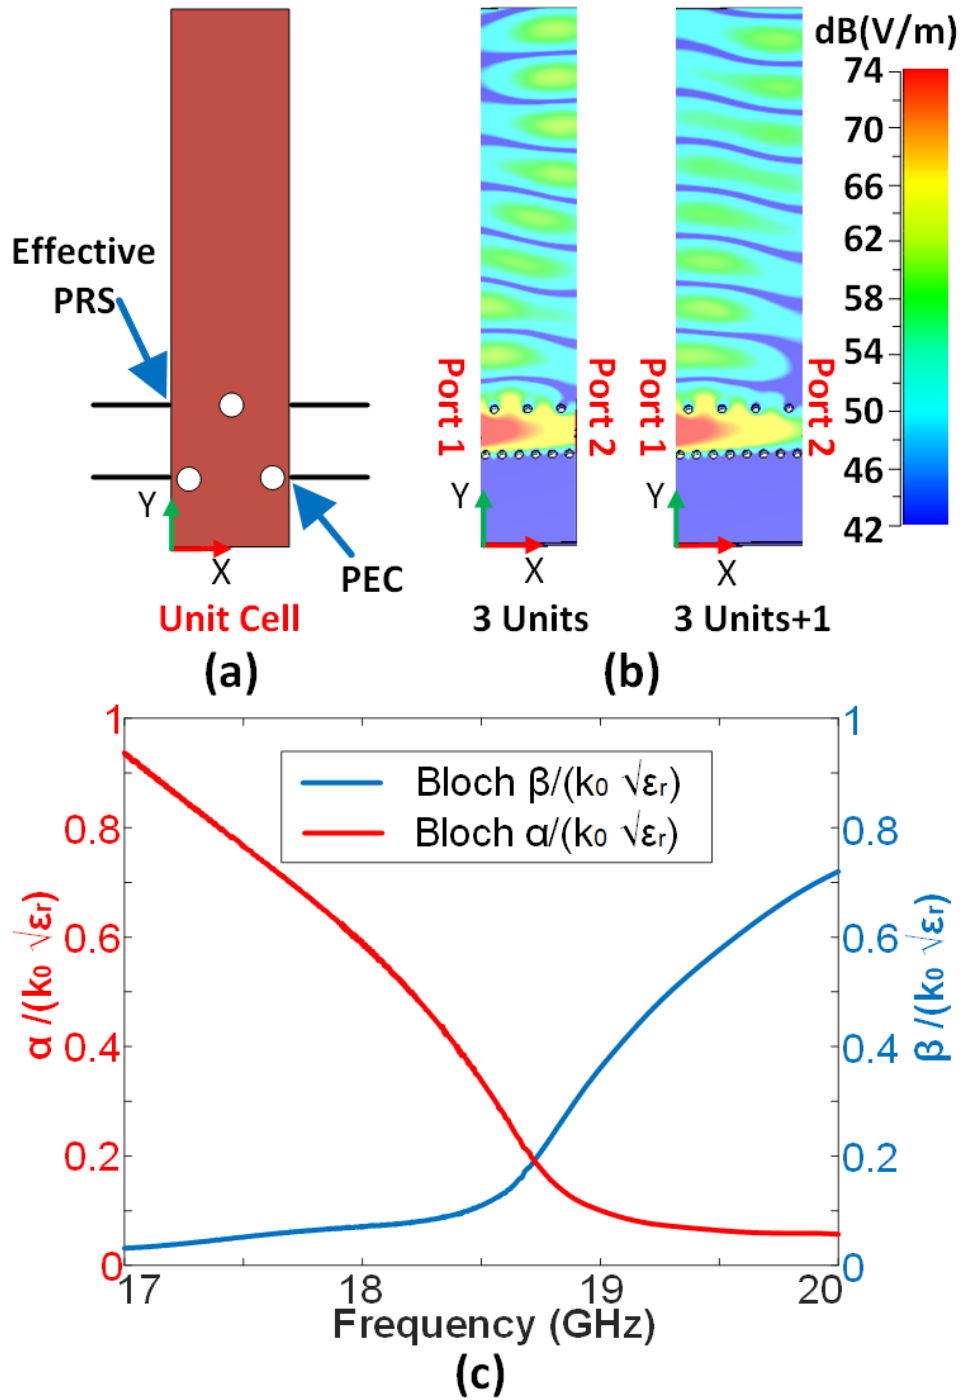 Effective
PRS
Y
X
PEC
Unit Cell
(a)
Port 1
Port 2
Y
X
3 Units
Port 1
Port 2
Y
X
3 Units+1
(b)
dB(V/m)
74
70
66
62
58
54
50
46
42
1
0.8
0.6
0.4
0.2
0
α /(k₀ √εᵣ)
Bloch β/(k₀ √εᵣ)
Bloch α/(k₀ √εᵣ)
1
0.8
0.6
0.4
0.2
0
β /(k₀ √εᵣ)
17
18
19
20
Frequency (GHz)
(c)